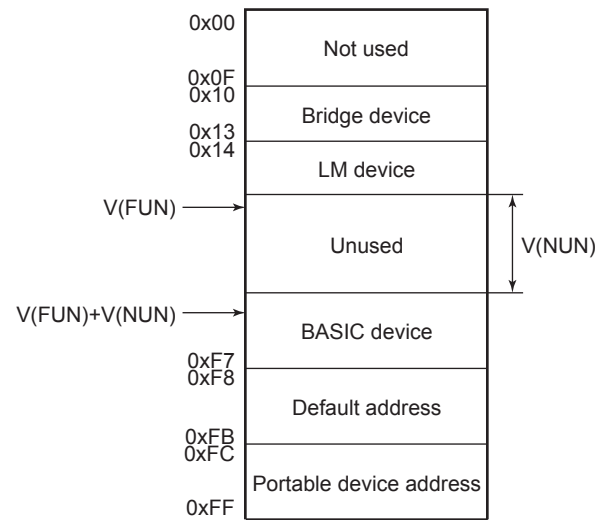 0x00
Not used
0x0F
0x10
Bridge device
0x13
0x14
LM device
V(FUN)
Unused
V(NUN)
V(FUN)+V(NUN)
BASIC device
0xF7
0xF8
Default address
0xFB
0xFC
Portable device address
0xFF